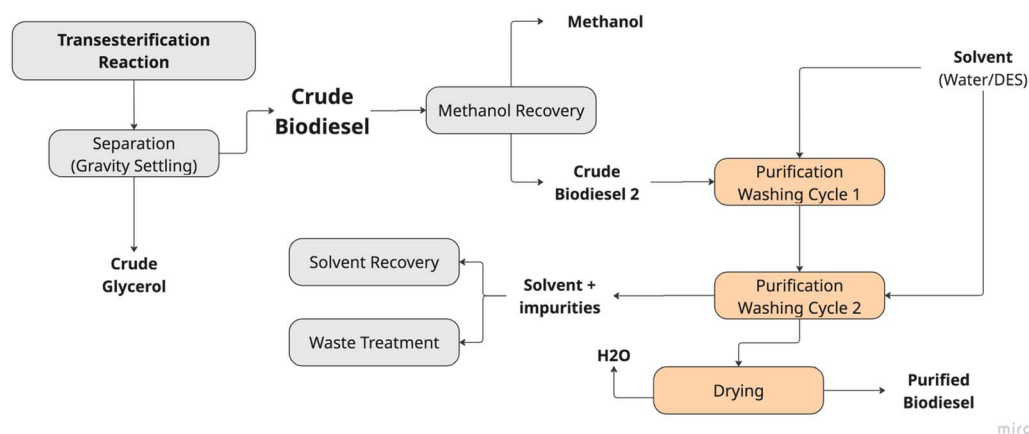 Transesterification
Reaction
Methanol
Solvent
(Water/DES)
Crude
Biodiesel
Methanol Recovery
Separation
(Gravity Settling)
Crude
Biodiesel 2
Purification
Washing Cycle 1
Crude
Glycerol
Solvent Recovery
Solvent +
impurities
Purification
Washing Cycle 2
Waste Treatment
H2O
Drying
Purified
Biodiesel